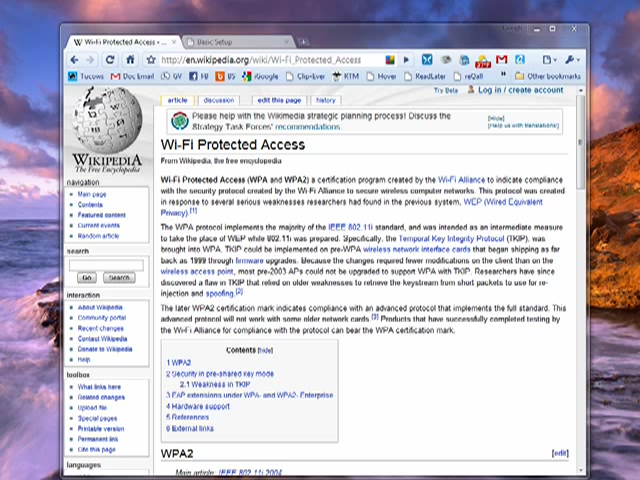 Google
Wi-Fi Protected Access -
Basic Setup
http://en.wikipedia.org/wiki/Wi-Fi_Protected_Access
Tucows
Doc Email
GV
iGoogle
Clip-Ever
KTM
Hover
ReadLater
reQall
»
Other bookmarks
Try Beta
Log in / create account
article
discussion
edit this page
history
Please help with the Wikimedia strategic planning process! Discuss the
Strategy Task Forces' recommendations.
[Hide]
[Help us with translations!]
WIKIPEDIA
The Free Encyclopedia
Wi-Fi Protected Access
From Wikipedia, the free encyclopedia
Wi-Fi Protected Access (WPA and WPA2) a certification program created by the Wi-Fi Alliance to indicate compliance
with the security protocol created by the Wi-Fi Alliance to secure wireless computer networks. This protocol was created
in response to several serious weaknesses researchers had found in the previous system, WEP (Wired Equivalent
Privacy).[1]
The WPA protocol implements the majority of the IEEE 802.11i standard, and was intended as an intermediate measure
to take the place of WEP while 802.11i was prepared. Specifically, the Temporal Key Integrity Protocol (TKIP), was
brought into WPA. TKIP could be implemented on pre-WPA wireless network interface cards that began shipping as far
back as 1999 through firmware upgrades. Because the changes required fewer modifications on the client than on the
wireless access point, most pre-2003 APs could not be upgraded to support WPA with TKIP. Researchers have since
discovered a flaw in TKIP that relied on older weaknesses to retrieve the keystream from short packets to use for re-
injection and spoofing.[2]
The later WPA2 certification mark indicates compliance with an advanced protocol that implements the full standard. This
advanced protocol will not work with some older network cards.[3] Products that have successfully completed testing by
the Wi-Fi Alliance for compliance with the protocol can bear the WPA certification mark.
Contents [hide]
1 WPA2
2 Security in pre-shared key mode
2.1 Weakness in TKIP
3 EAP extensions under WPA- and WPA2- Enterprise
4 Hardware support
5 References
6 External links
WPA2
[edit]
Main article: IEEE 802.11i-2004
navigation
Main page
Contents
Featured content
Current events
Random article
search
Go
Search
interaction
About Wikipedia
Community portal
Recent changes
Contact Wikipedia
Donate to Wikipedia
Help
toolbox
What links here
Related changes
Upload file
Special pages
Printable version
Permanent link
Cite this page
languages